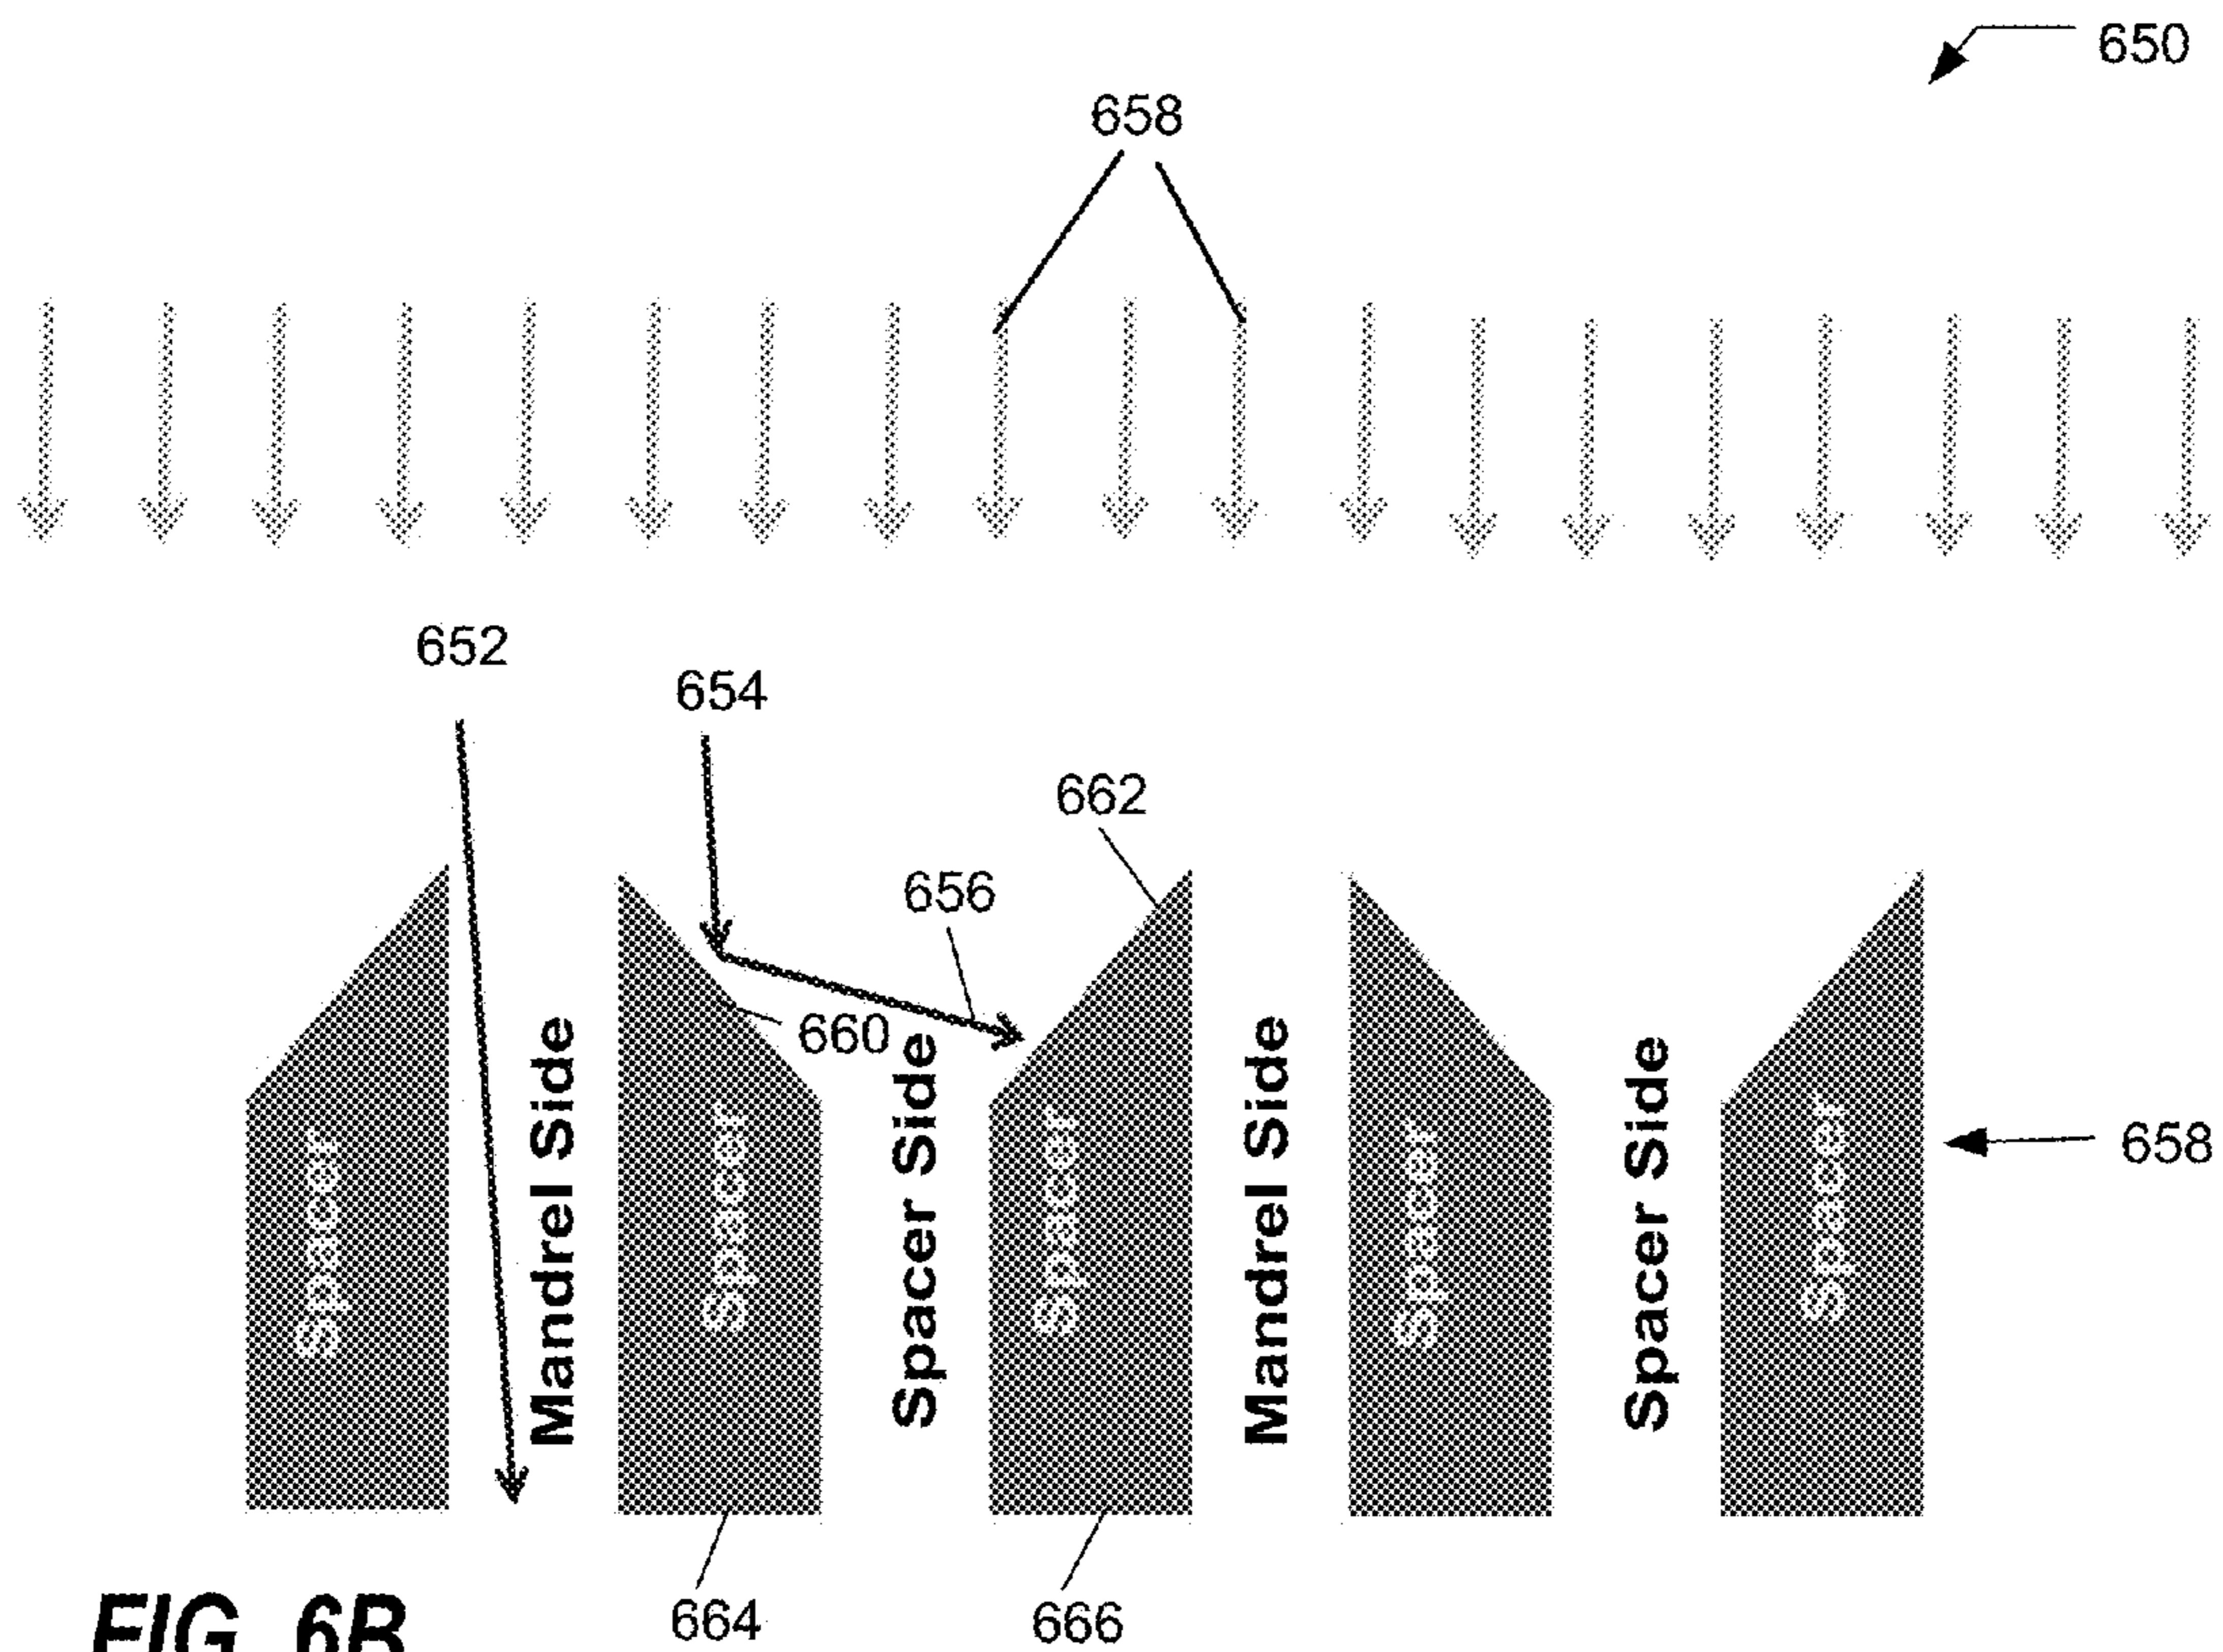 650
658
652
654
662
656
660
Mandrel Side
Spacer Side
Mandrel Side
Spacer Side
Spacer
Spacer
Spacer
Spacer
Spacer
658
664
666
FIG. 6B